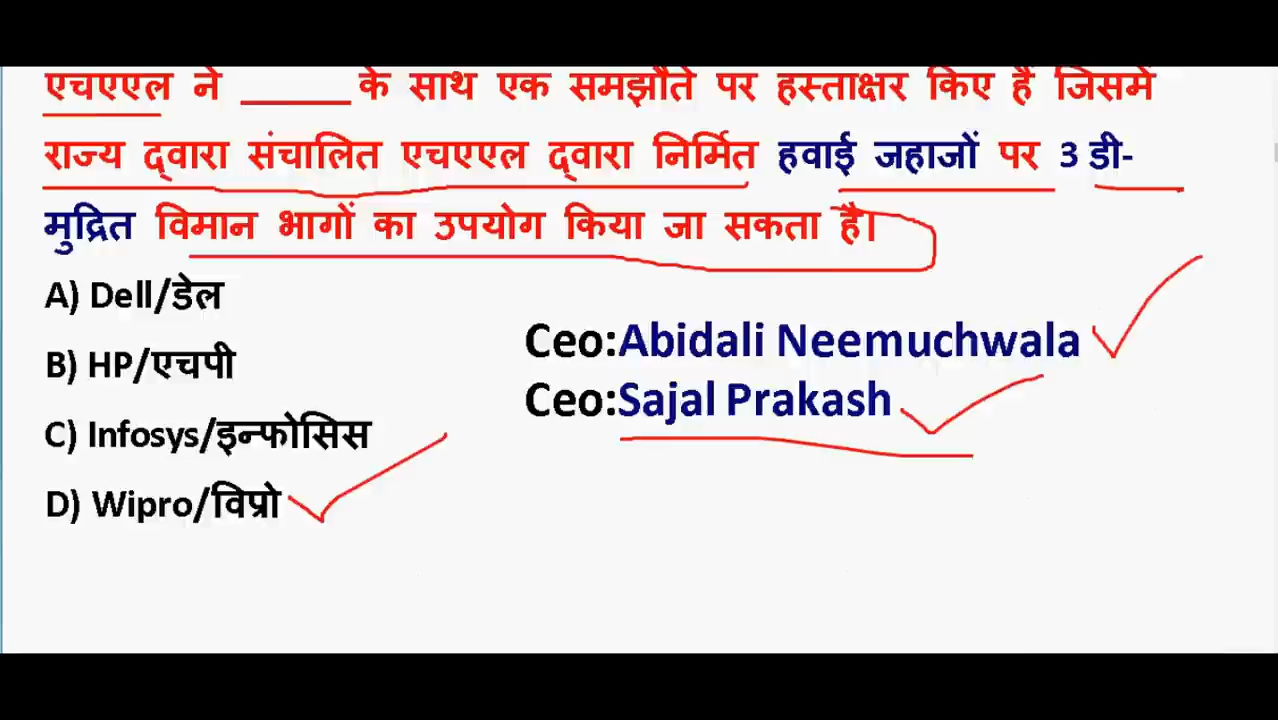 एचएएल ने _____ के साथ एक समझौते पर हस्ताक्षर किए हैं जिसमें
राज्य द्वारा संचालित एचएएल द्वारा निर्मित हवाई जहाजों पर 3 डी-
मुद्रित विमान भागों का उपयोग किया जा सकता है।
A) Dell/डेल
B) HP/एचपी
C) Infosys/इन्फोसिस
D) Wipro/विप्रो
Ceo:Abidali Neemuchwala
Ceo:Sajal Prakash